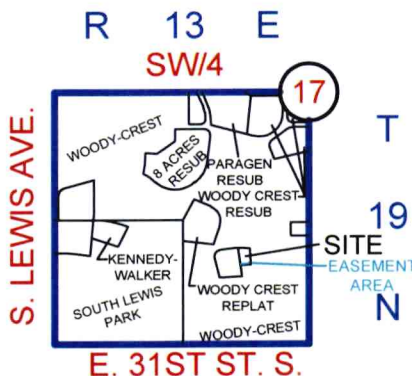 R 13 E
SW/4
17
S. LEWIS AVE.
T
19
N
WOODY-CREST
8 ACRES
RESUB
PARAGEN
RESUB
WOODY CREST
RESUB
SITE
EASEMENT
AREA
KENNEDY-
WALKER
SOUTH LEWIS
PARK
WOODY CREST
REPLAT
WOODY-CREST
E. 31ST ST. S.